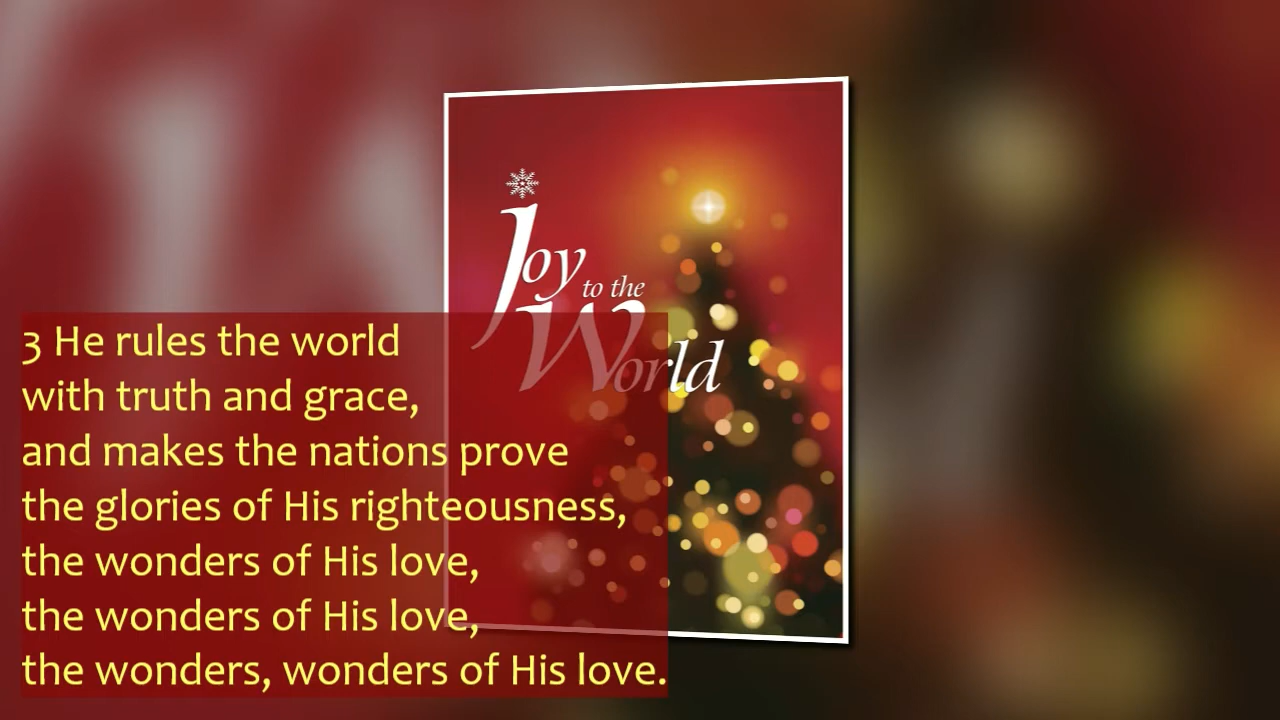 Joy
to the
World
3 He rules the world
with truth and grace,
and makes the nations prove
the glories of His righteousness,
the wonders of His love,
the wonders of His love,
the wonders, wonders of His love.